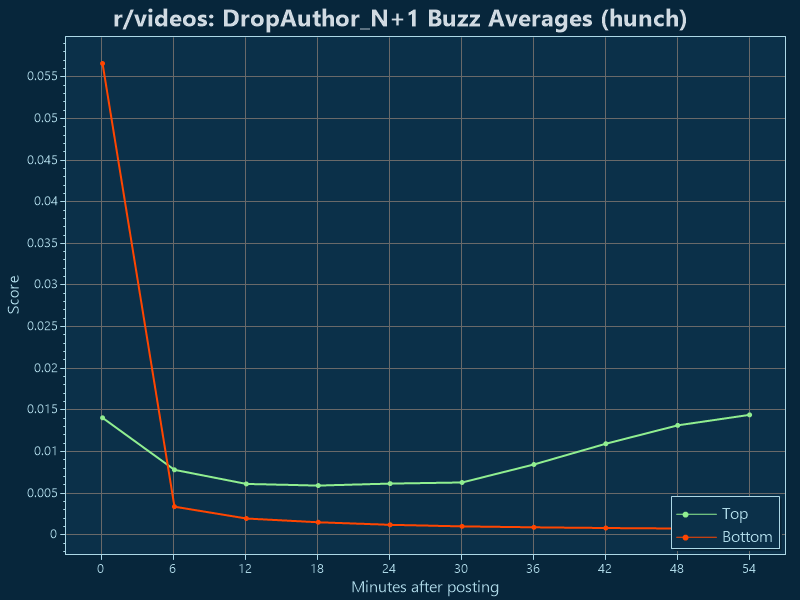 r/videos: DropAuthor_N+1 Buzz Averages (hunch)
0.055
0.05
0.045
0.04
0.035
0.03
0.025
0.02
0.015
0.01
0.005
0
Score
Top
Bottom
0 6 12 18 24 30 36 42 48 54
Minutes after posting